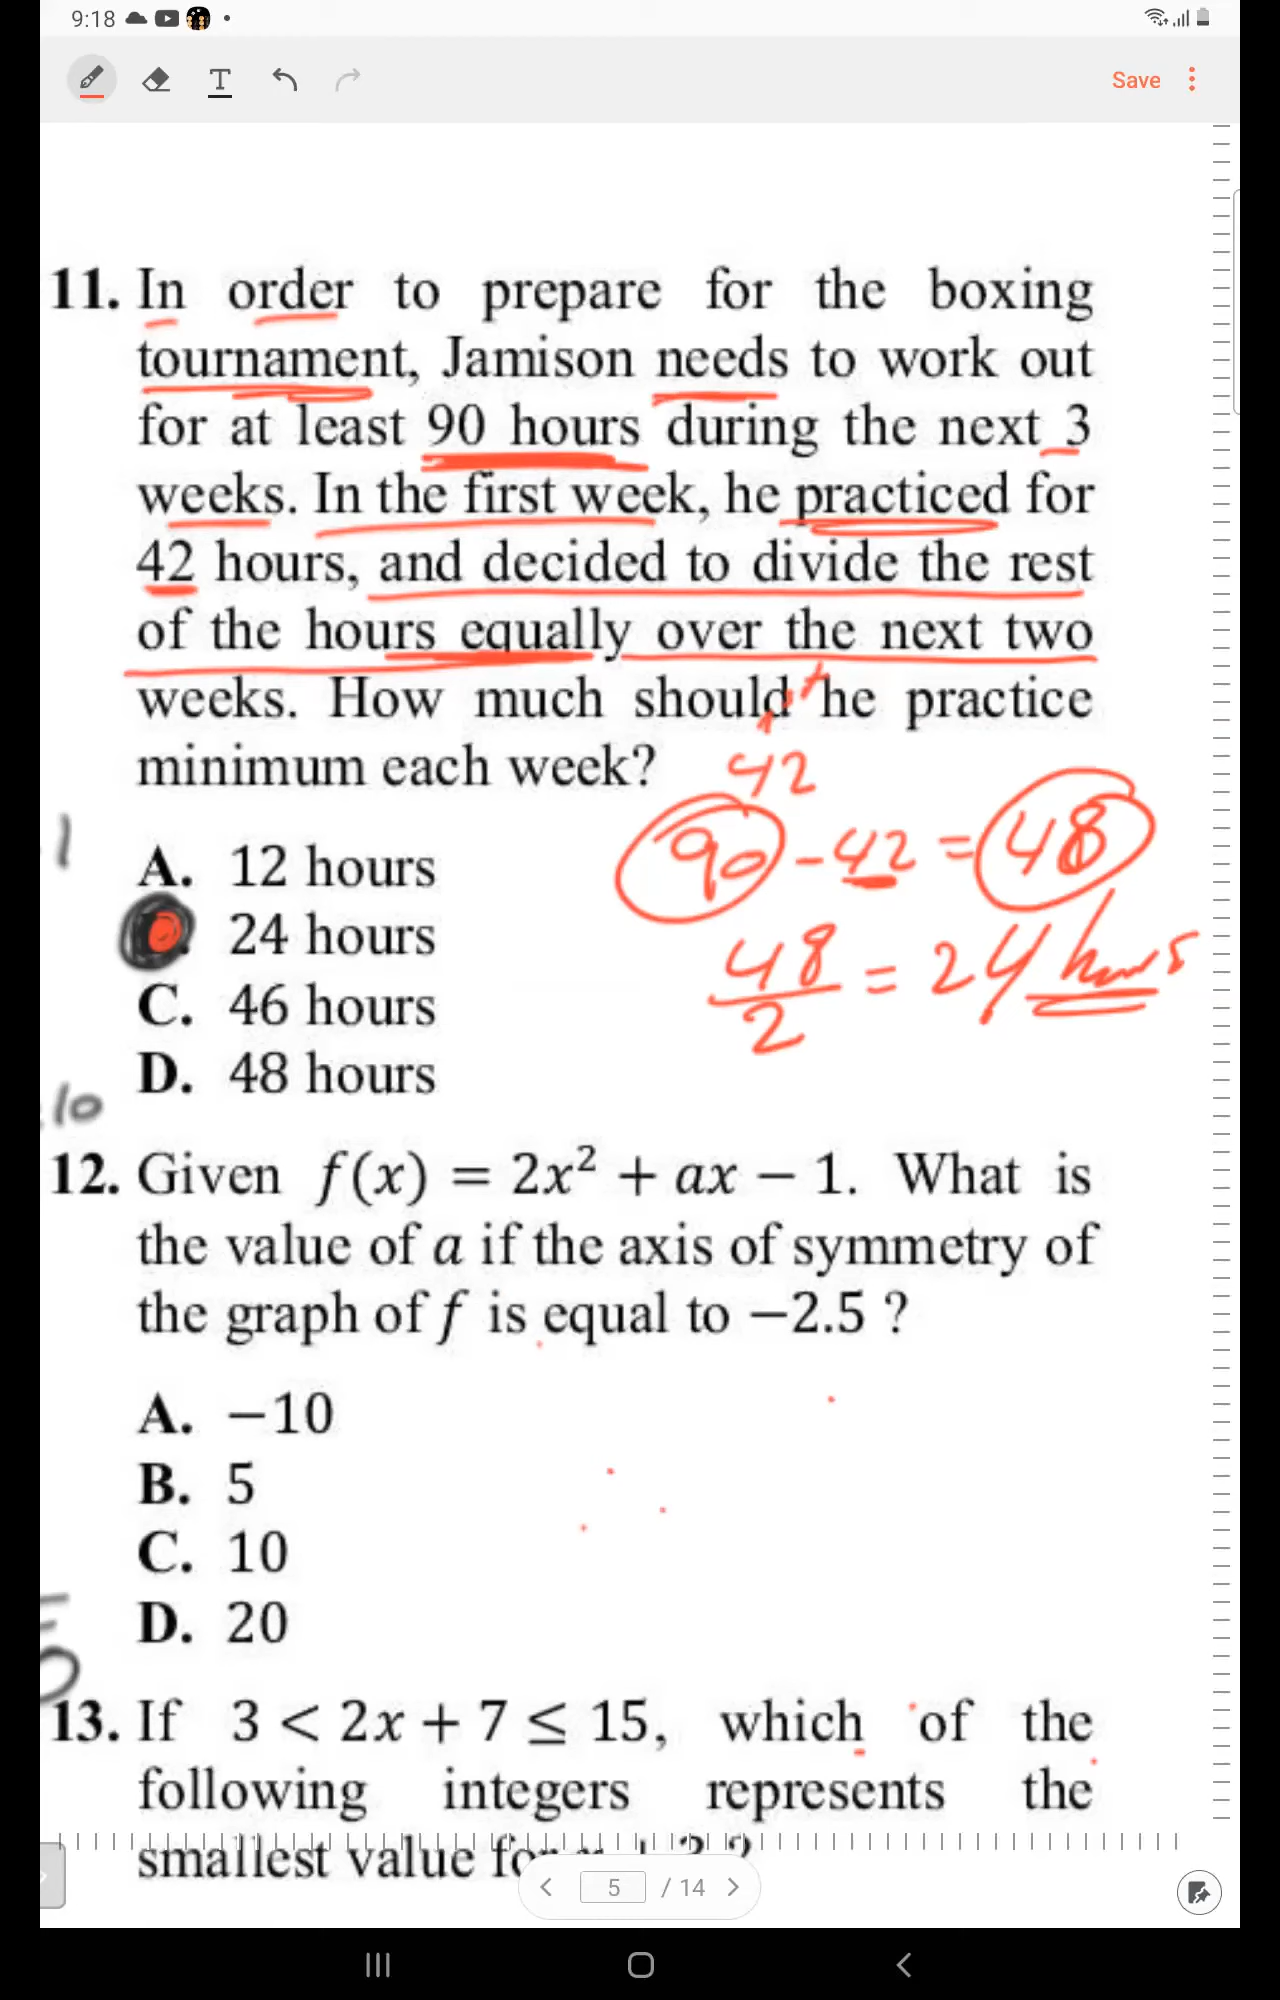 9:18
T
Save
11. In order to prepare for the boxing
tournament, Jamison needs to work out
for at least 90 hours during the next 3
weeks. In the first week, he practiced for
42 hours, and decided to divide the rest
of the hours equally over the next two
weeks. How much should he practice
minimum each week?
42
90 - 42 = 48
48/2 = 24 hours
1
A. 12 hours
24 hours
C. 46 hours
D. 48 hours
10
12. Given f(x) = 2x² + ax − 1. What is
the value of a if the axis of symmetry of
the graph of f is equal to −2.5 ?
A. −10
B. 5
C. 10
D. 20
13. If 3 < 2x + 7 ≤ 15, which of the
following integers represents the
smallest value
5 / 14